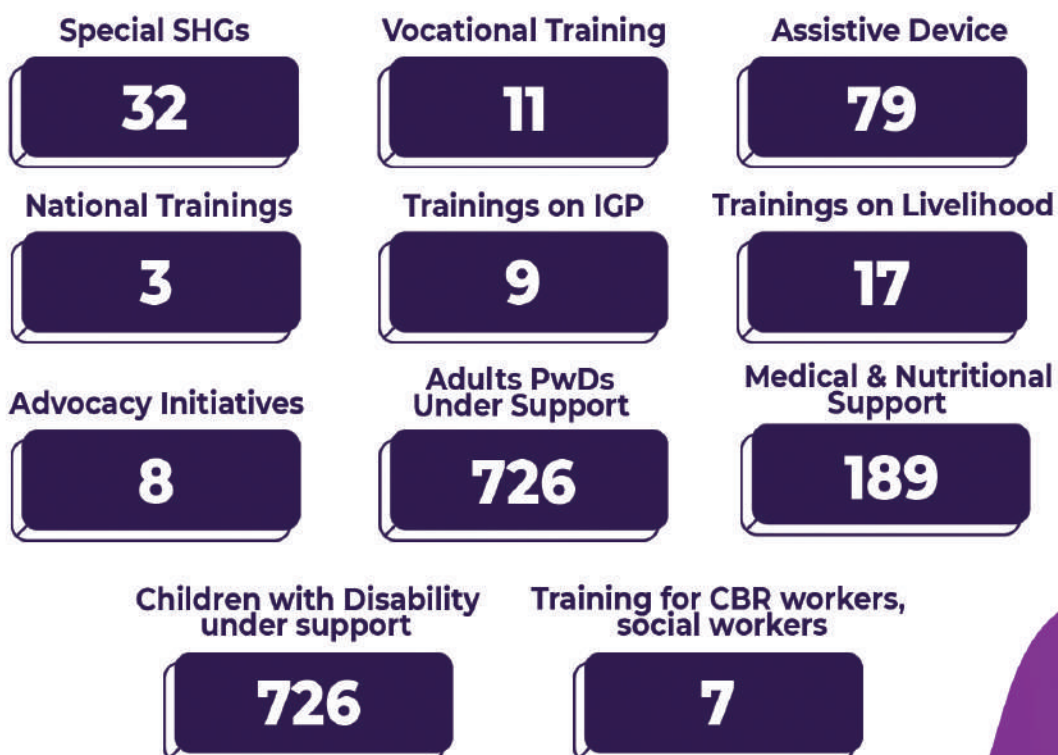 Special SHGs
32
Vocational Training
11
Assistive Device
79
National Trainings
3
Trainings on IGP
9
Trainings on Livelihood
17
Advocacy Initiatives
8
Adults PwDs
Under Support
726
Medical & Nutritional
Support
189
Children with Disability
under support
726
Training for CBR workers,
social workers
7